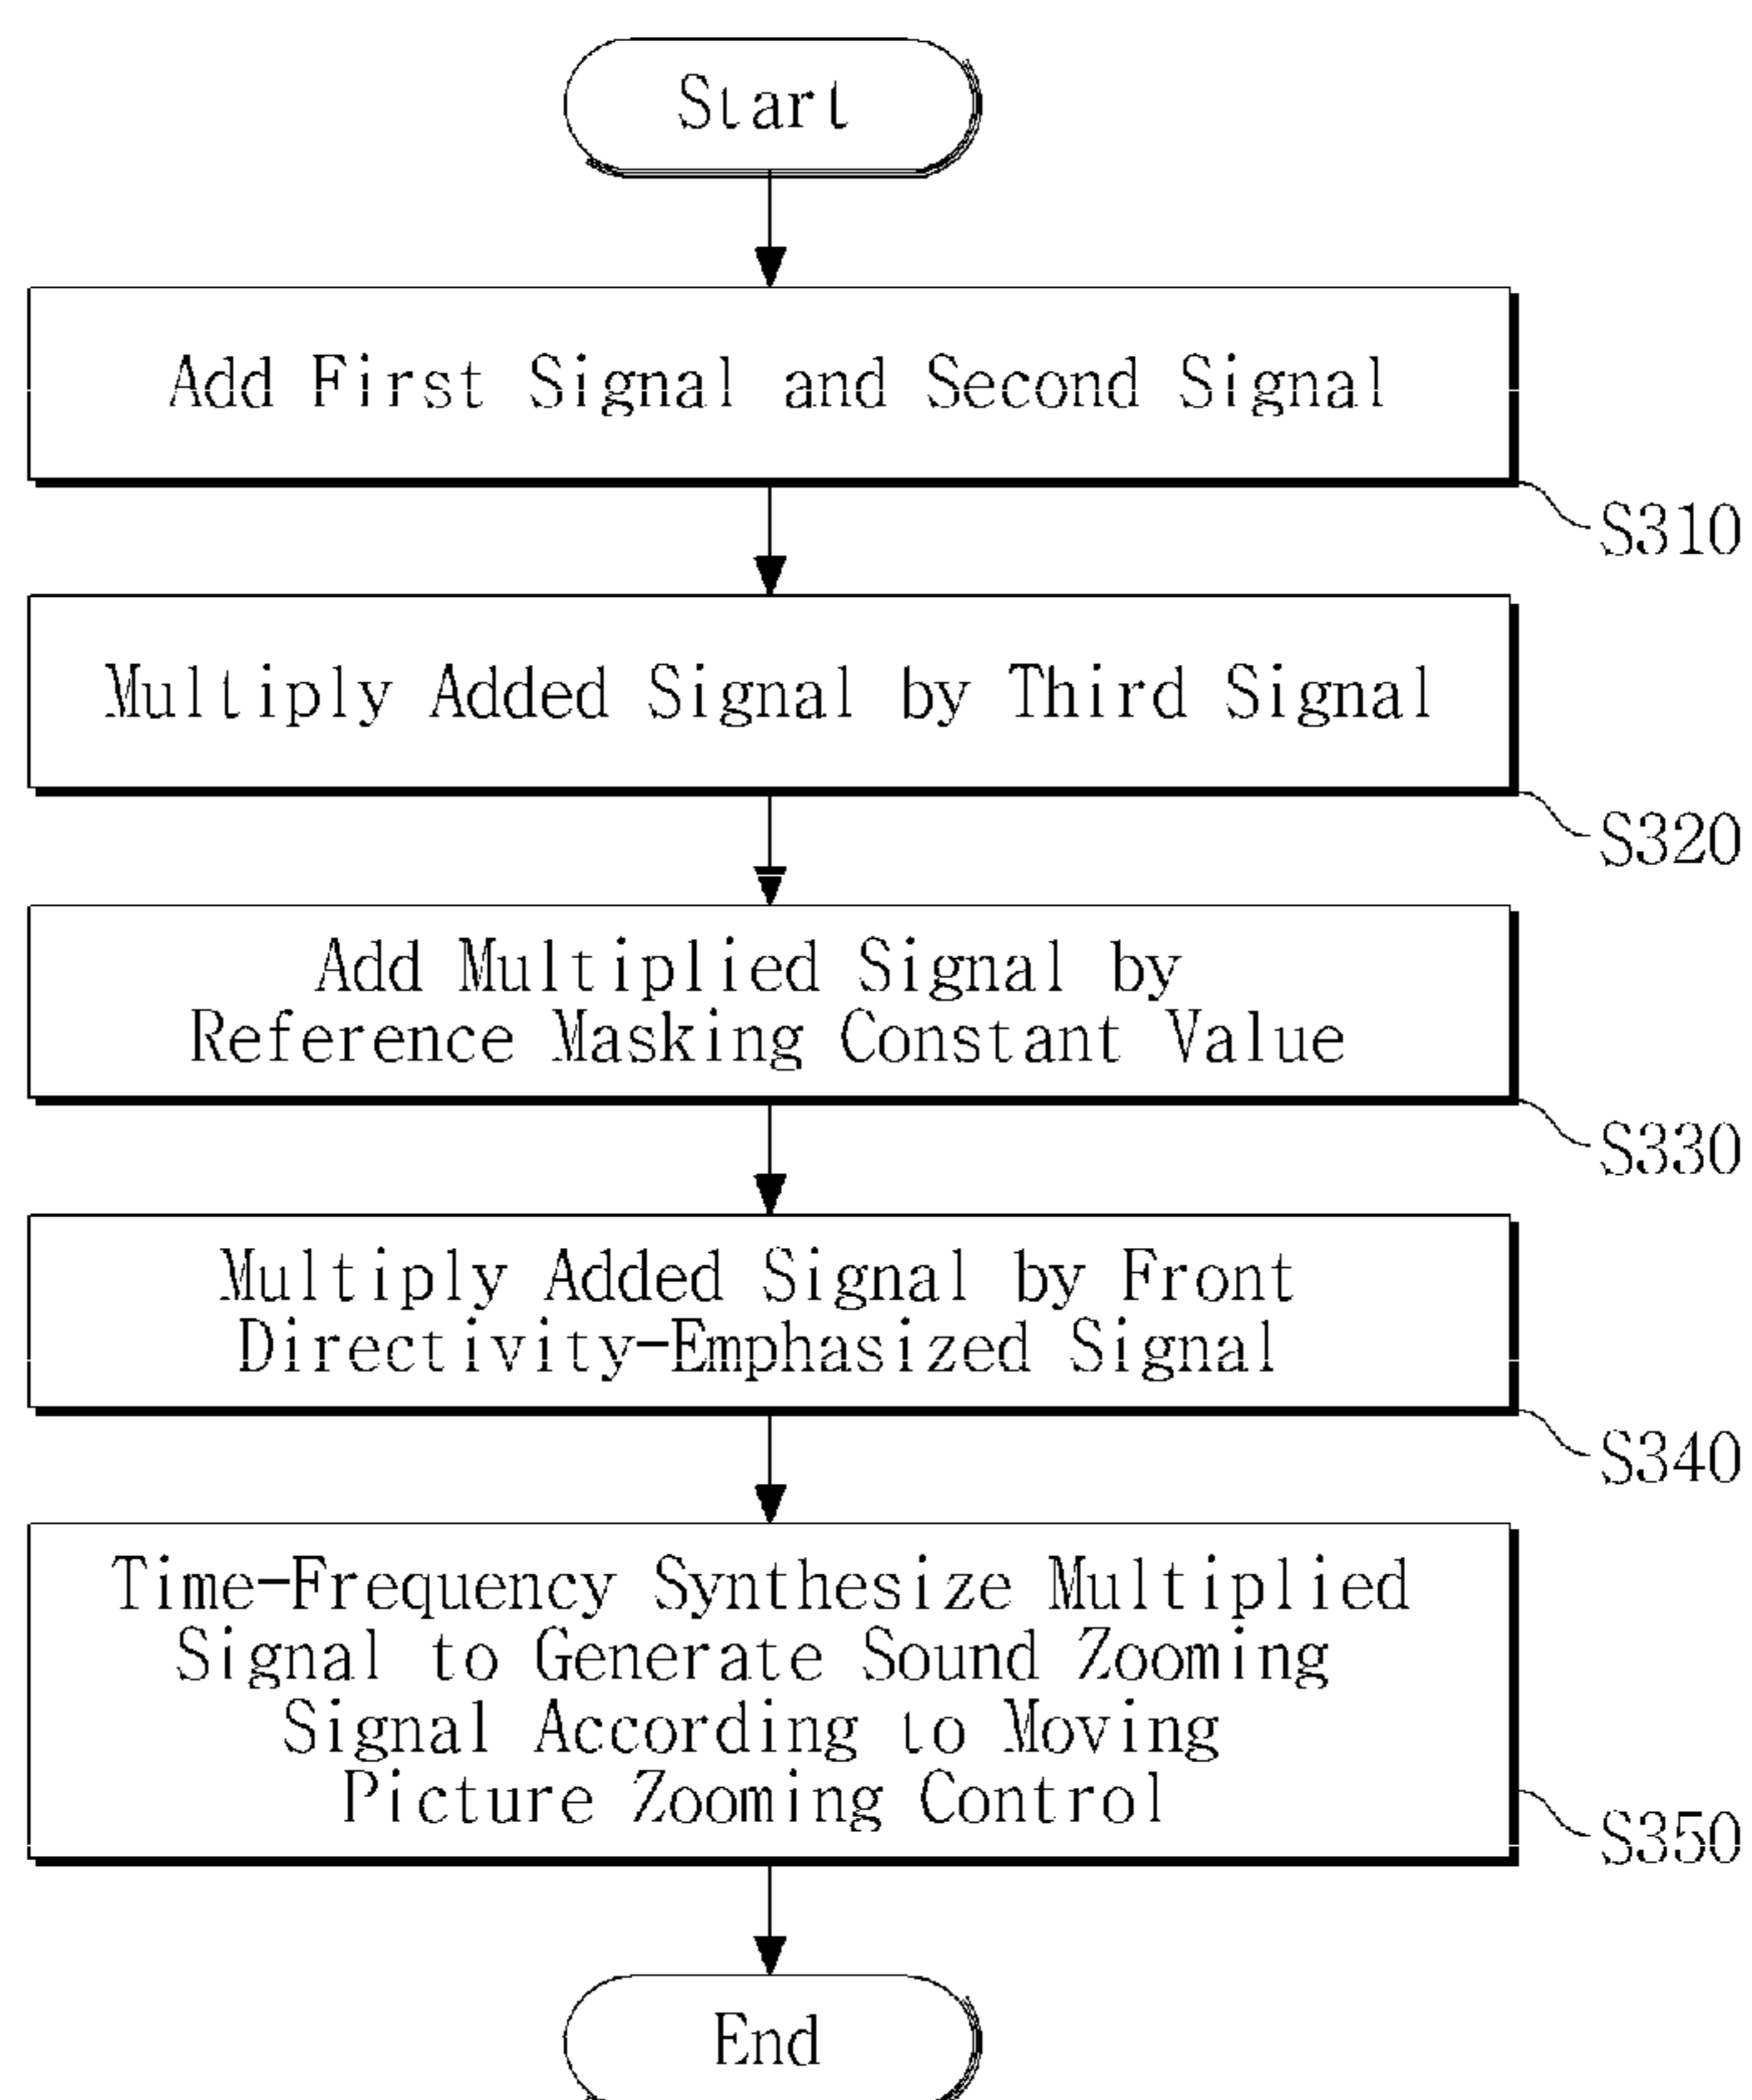 Start
Add First Signal and Second Signal
S310
Multiply Added Signal by Third Signal
S320
Add Multiplied Signal by
Reference Masking Constant Value
S330
Multiply Added Signal by Front
Directivity-Emphasized Signal
S340
Time-Frequency Synthesize Multiplied
Signal to Generate Sound Zooming
Signal According to Moving
Picture Zooming Control
S350
End